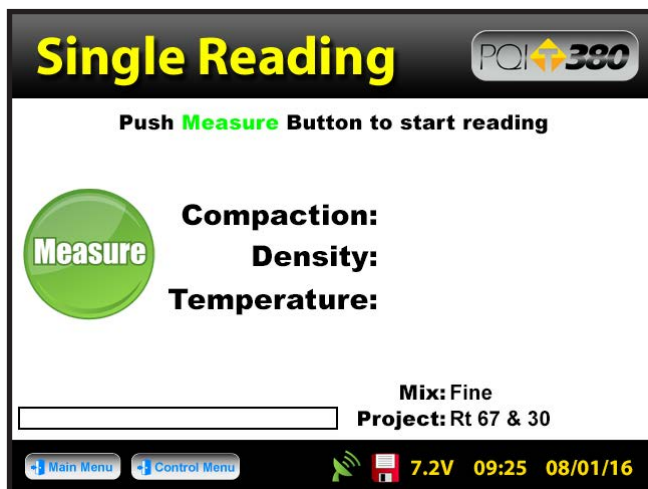 Single Reading PQI 380
Push Measure Button to start reading
Measure
Compaction:
Density:
Temperature:
Mix: Fine
Project: Rt 67 & 30
Main Menu Control Menu 7.2V 09:25 08/01/16